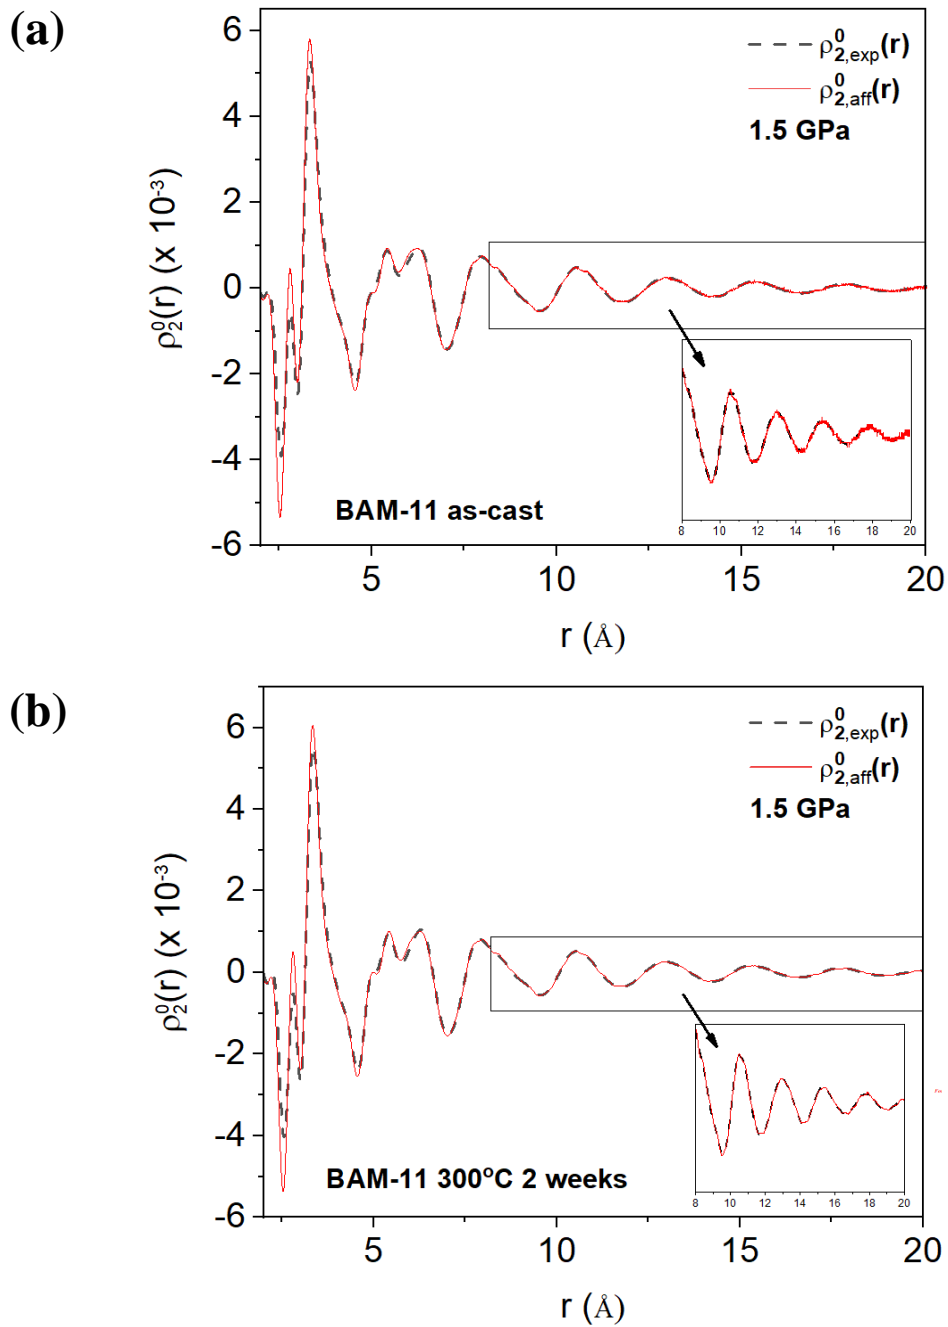 (a)
6
4
2
0
-2
-4
-6
ρ₂⁰(r) (x 10⁻³)
ρ⁰₂,exp(r)
ρ⁰₂,aff(r)
1.5 GPa
BAM-11 as-cast
8 10 12 14 16 18 20
5 10 15 20
r (Å)
(b)
6
4
2
0
-2
-4
-6
ρ₂⁰(r) (x 10⁻³)
ρ⁰₂,exp(r)
ρ⁰₂,aff(r)
1.5 GPa
BAM-11 300°C 2 weeks
8 10 12 14 16 18 20
5 10 15 20
r (Å)